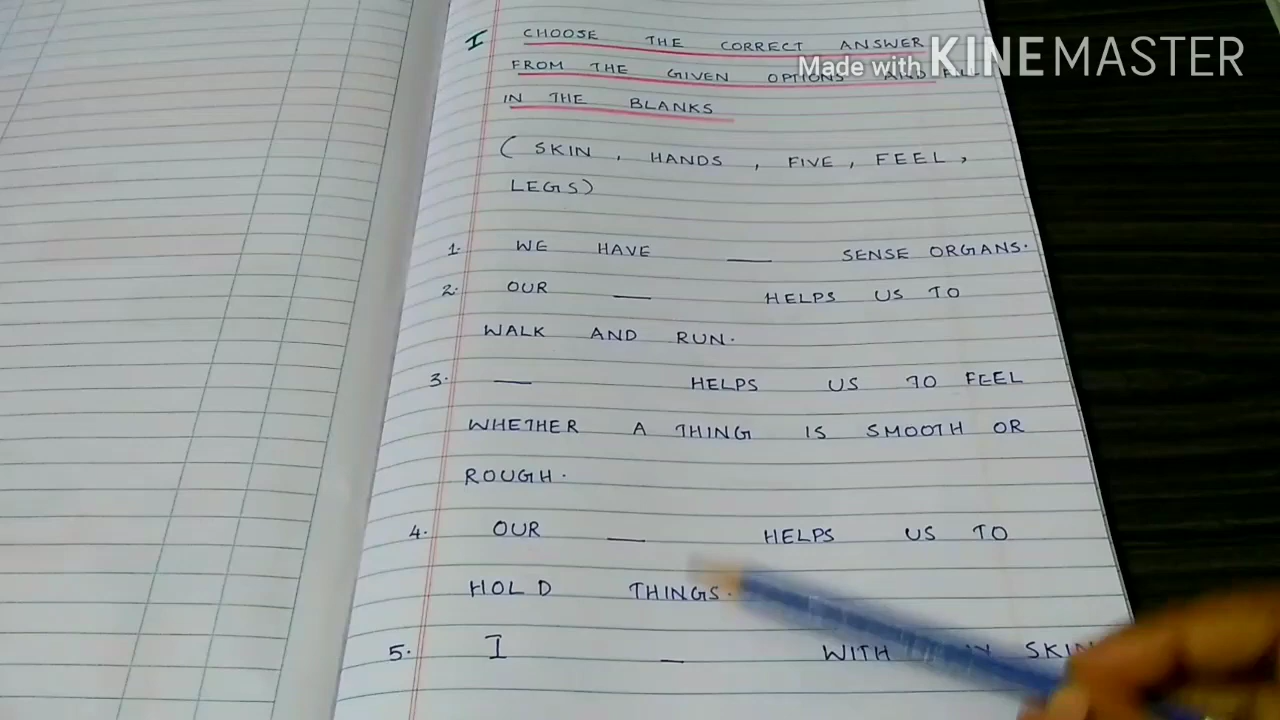 I CHOOSE THE CORRECT ANSWER
Made with KINEMASTER
FROM THE GIVEN OPTIONS AND
IN THE BLANKS
( SKIN , HANDS , FIVE , FEEL ,
LEGS)
1. WE HAVE ___ SENSE ORGANS.
2. OUR ___ HELPS US TO
WALK AND RUN.
3. ___ HELPS US TO FEEL
WHETHER A THING IS SMOOTH OR
ROUGH.
4. OUR ___ HELPS US TO
HOLD THINGS.
5. I ___ WITH SKIN